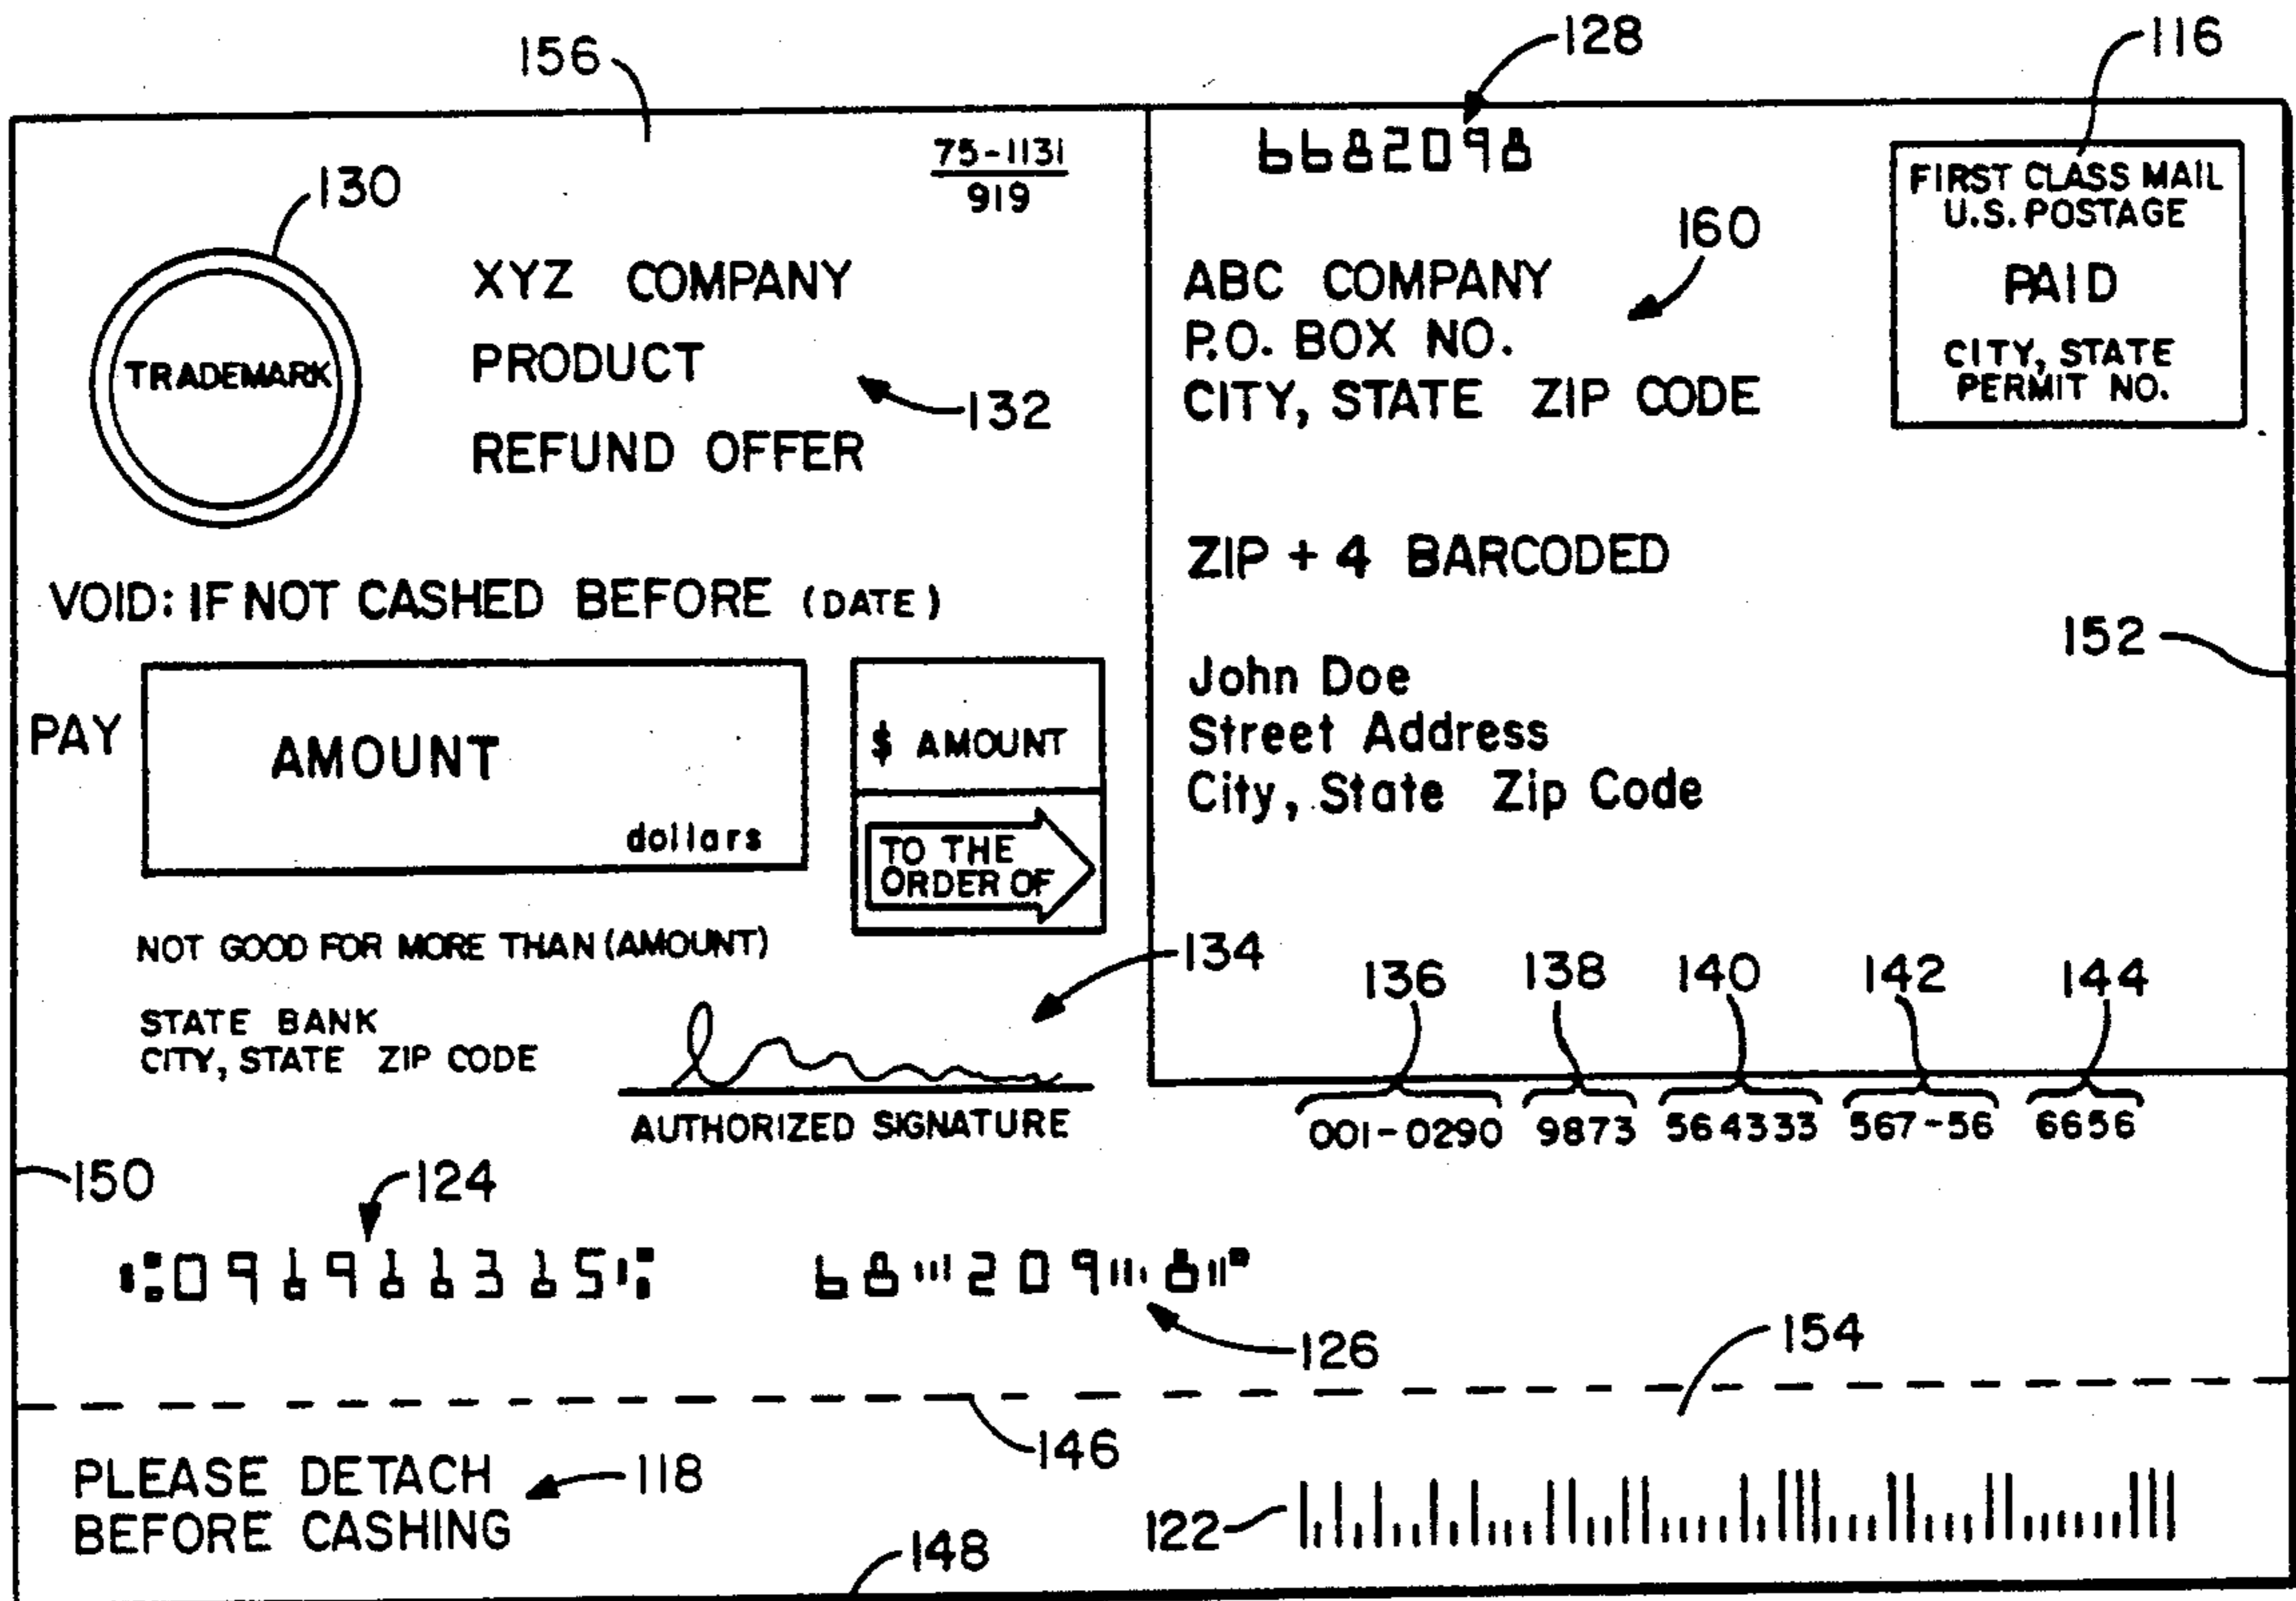 156
128
116
75-1131
919
6682098
FIRST CLASS MAIL
U.S. POSTAGE
PAID
CITY, STATE
PERMIT NO.
130
TRADEMARK
XYZ COMPANY
PRODUCT
REFUND OFFER
132
160
ABC COMPANY
P.O. BOX NO.
CITY, STATE ZIP CODE
ZIP + 4 BARCODED
VOID: IF NOT CASHED BEFORE (DATE)
152
PAY
AMOUNT
dollars
$ AMOUNT
TO THE
ORDER OF
John Doe
Street Address
City, State Zip Code
NOT GOOD FOR MORE THAN (AMOUNT)
134
136 138 140 142 144
STATE BANK
CITY, STATE ZIP CODE
AUTHORIZED SIGNATURE
001-0290 9873 564333 567-56 6656
150
124
⑆091911315⑆ 68⑈209⑈8⑈
126
154
146
PLEASE DETACH
BEFORE CASHING
118
122
148